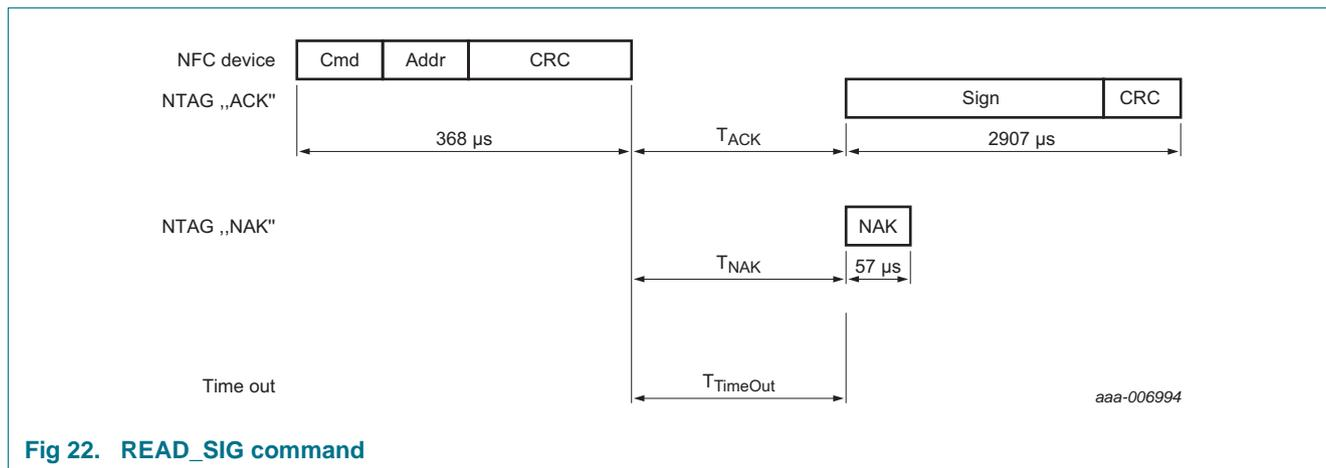 NFC device Cmd Addr CRC
NTAG ,,ACK" Sign CRC
368 µs TACK 2907 µs
NTAG ,,NAK" NAK
TNAK 57 µs
Time out TTimeOut aaa-006994
Fig 22. READ_SIG command